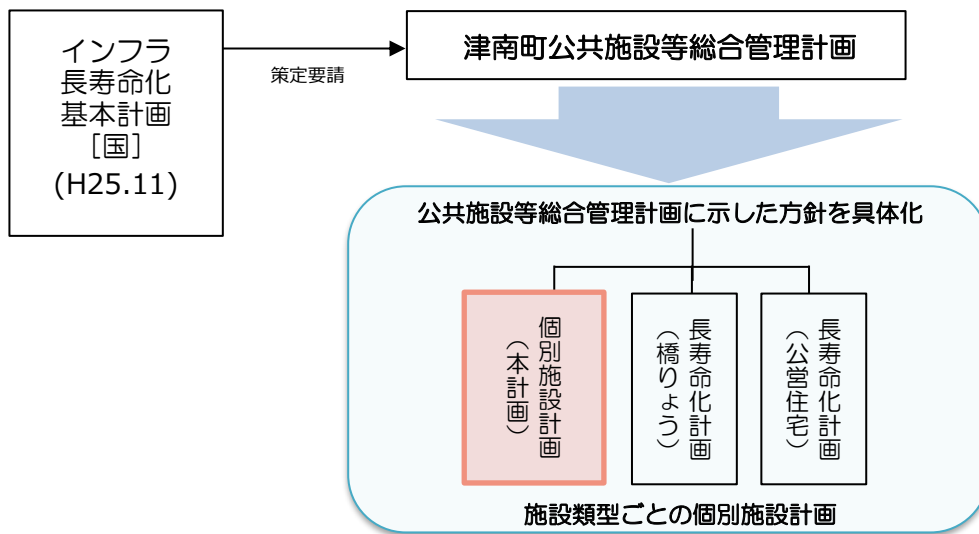 インフラ
長寿命化
基本計画
[国]
(H25.11)
策定要請
津南町公共施設等総合管理計画
公共施設等総合管理計画に示した方針を具体化
個別施設計画
（本計画）
長寿命化計画
（橋りょう）
長寿命化計画
（公営住宅）
施設類型ごとの個別施設計画